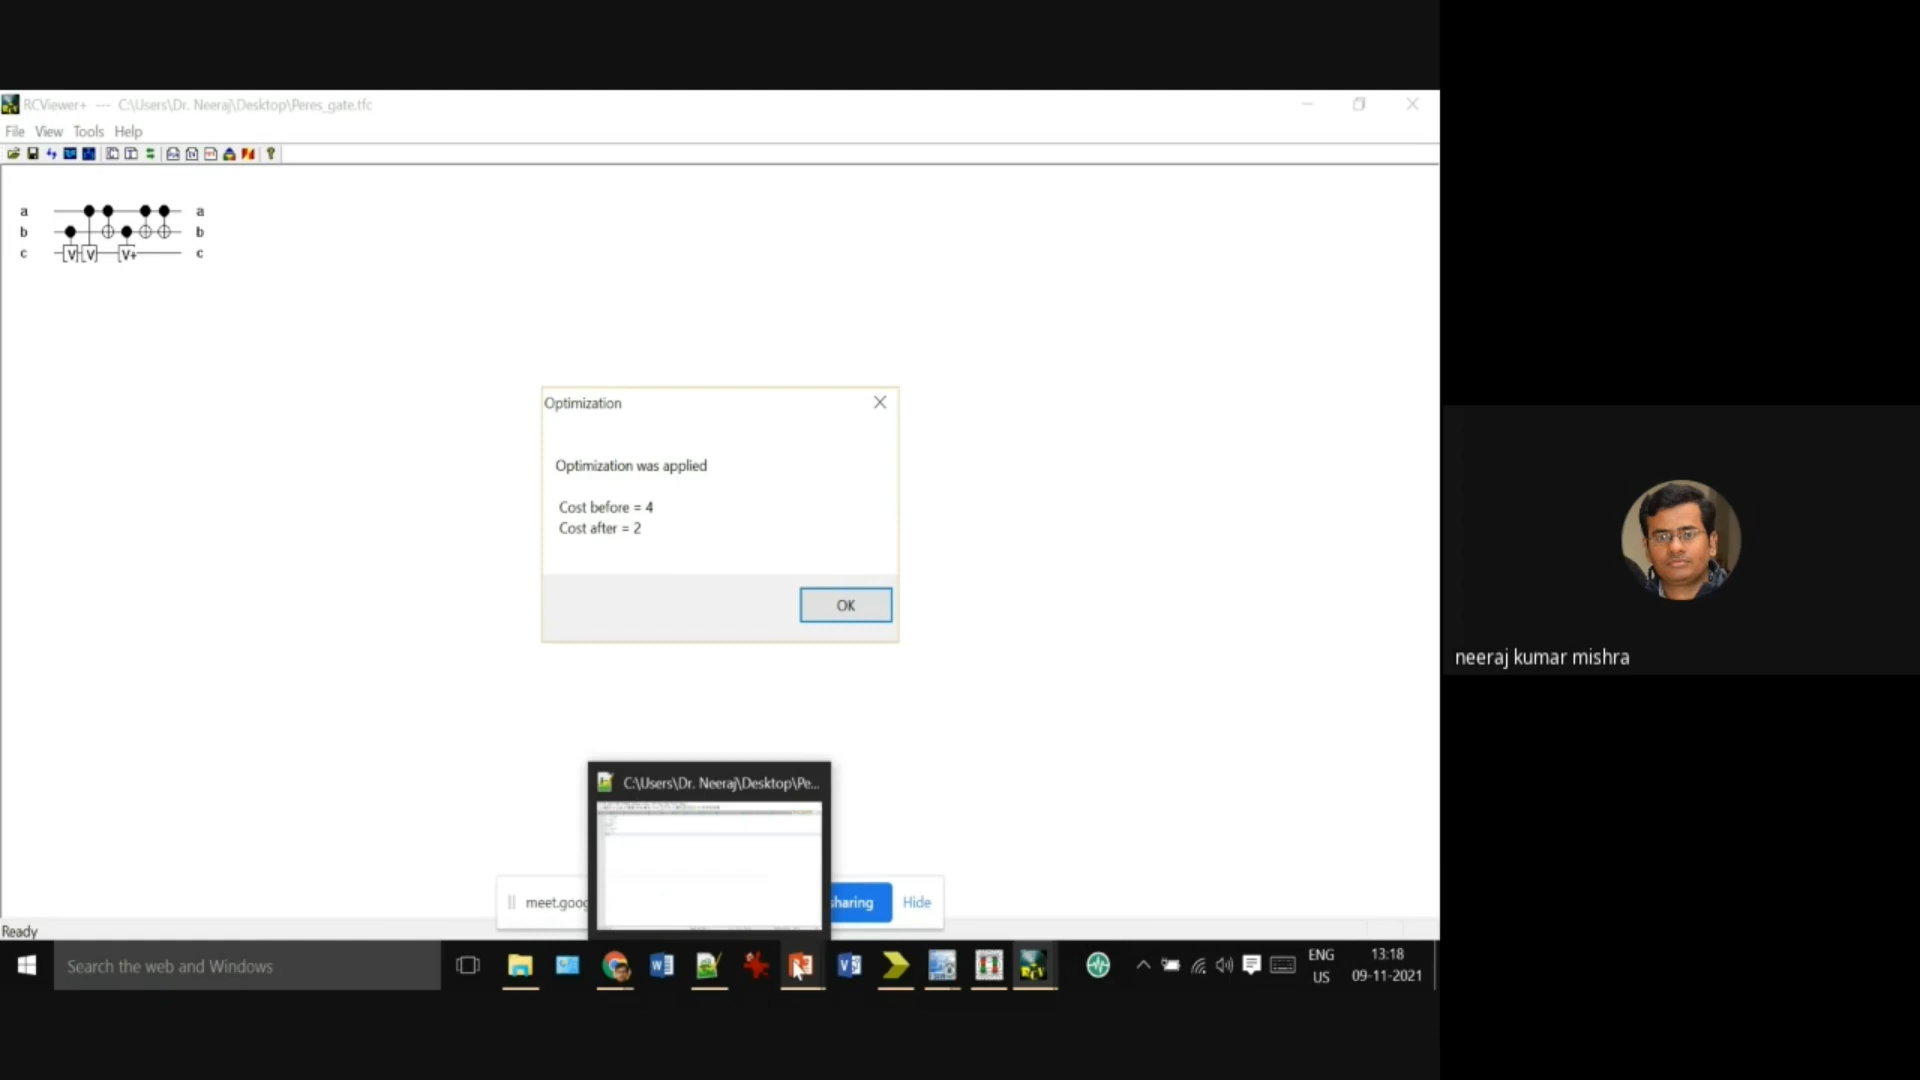 RCViewer+ --- C:\Users\Dr. Neeraj\Desktop\Peres_gate.tfc
File View Tools Help
a a
b b
c V V V+ c
Optimization
Optimization was applied
Cost before = 4
Cost after = 2
OK
neeraj kumar mishra
C:\Users\Dr. Neeraj\Desktop\Pe...
meet.goog
sharing Hide
Ready
Search the web and Windows
ENG
US
13:18
09-11-2021